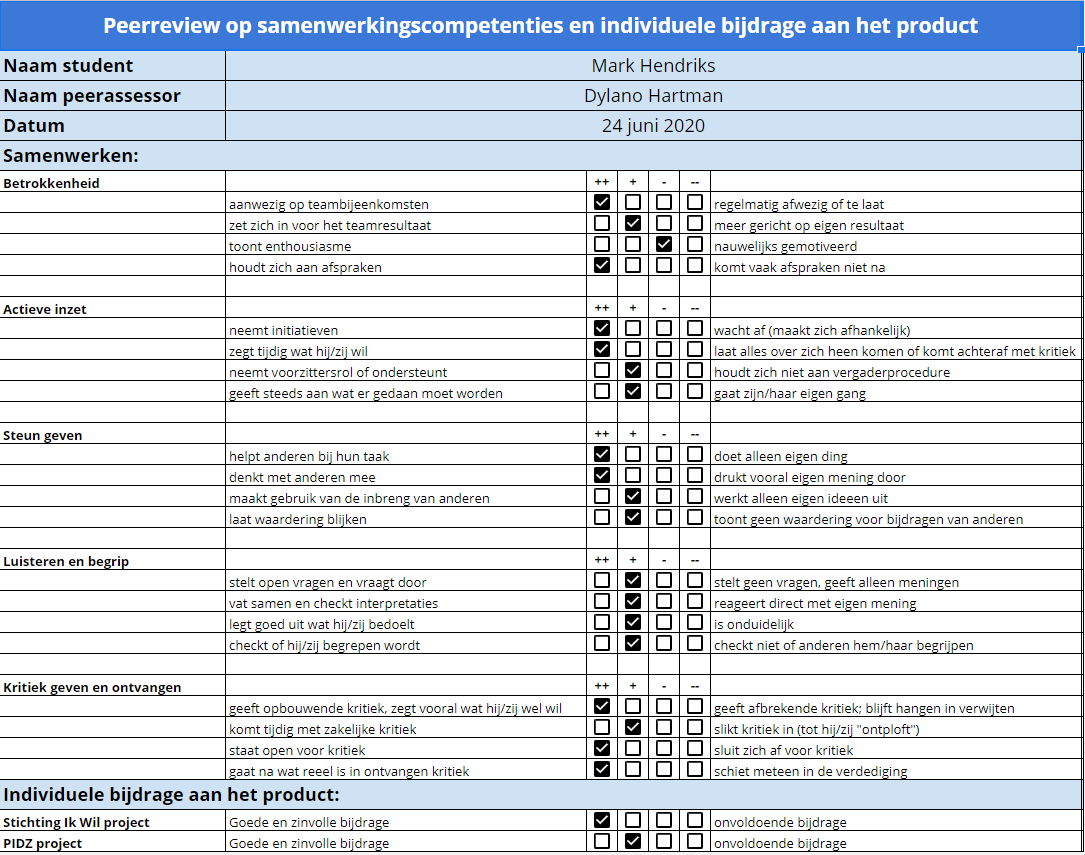 Peerreview op samenwerkingscompetenties en individuele bijdrage aan het product
Naam student Mark Hendriks
Naam peerassessor Dylano Hartman
Datum 24 juni 2020
Samenwerken:
Betrokkenheid ++ + - --
aanwezig op teambijeenkomsten regelmatig afwezig of te laat
zet zich in voor het teamresultaat meer gericht op eigen resultaat
toont enthousiasme nauwelijks gemotiveerd
houdt zich aan afspraken komt vaak afspraken niet na
Actieve inzet ++ + - --
neemt initiatieven wacht af (maakt zich afhankelijk)
zegt tijdig wat hij/zij wil laat alles over zich heen komen of komt achteraf met kritiek
neemt voorzittersrol of ondersteunt houdt zich niet aan vergaderprocedure
geeft steeds aan wat er gedaan moet worden gaat zijn/haar eigen gang
Steun geven ++ + - --
helpt anderen bij hun taak doet alleen eigen ding
denkt met anderen mee drukt vooral eigen mening door
maakt gebruik van de inbreng van anderen werkt alleen eigen ideeen uit
laat waardering blijken toont geen waardering voor bijdragen van anderen
Luisteren en begrip ++ + - --
stelt open vragen en vraagt door stelt geen vragen, geeft alleen meningen
vat samen en checkt interpretaties reageert direct met eigen mening
legt goed uit wat hij/zij bedoelt is onduidelijk
checkt of hij/zij begrepen wordt checkt niet of anderen hem/haar begrijpen
Kritiek geven en ontvangen ++ + - --
geeft opbouwende kritiek, zegt vooral wat hij/zij wel wil geeft afbrekende kritiek; blijft hangen in verwijten
komt tijdig met zakelijke kritiek slikt kritiek in (tot hij/zij "ontploft")
staat open voor kritiek sluit zich af voor kritiek
gaat na wat reeel is in ontvangen kritiek schiet meteen in de verdediging
Individuele bijdrage aan het product:
Stichting Ik Wil project Goede en zinvolle bijdrage onvoldoende bijdrage
PIDZ project Goede en zinvolle bijdrage onvoldoende bijdrage